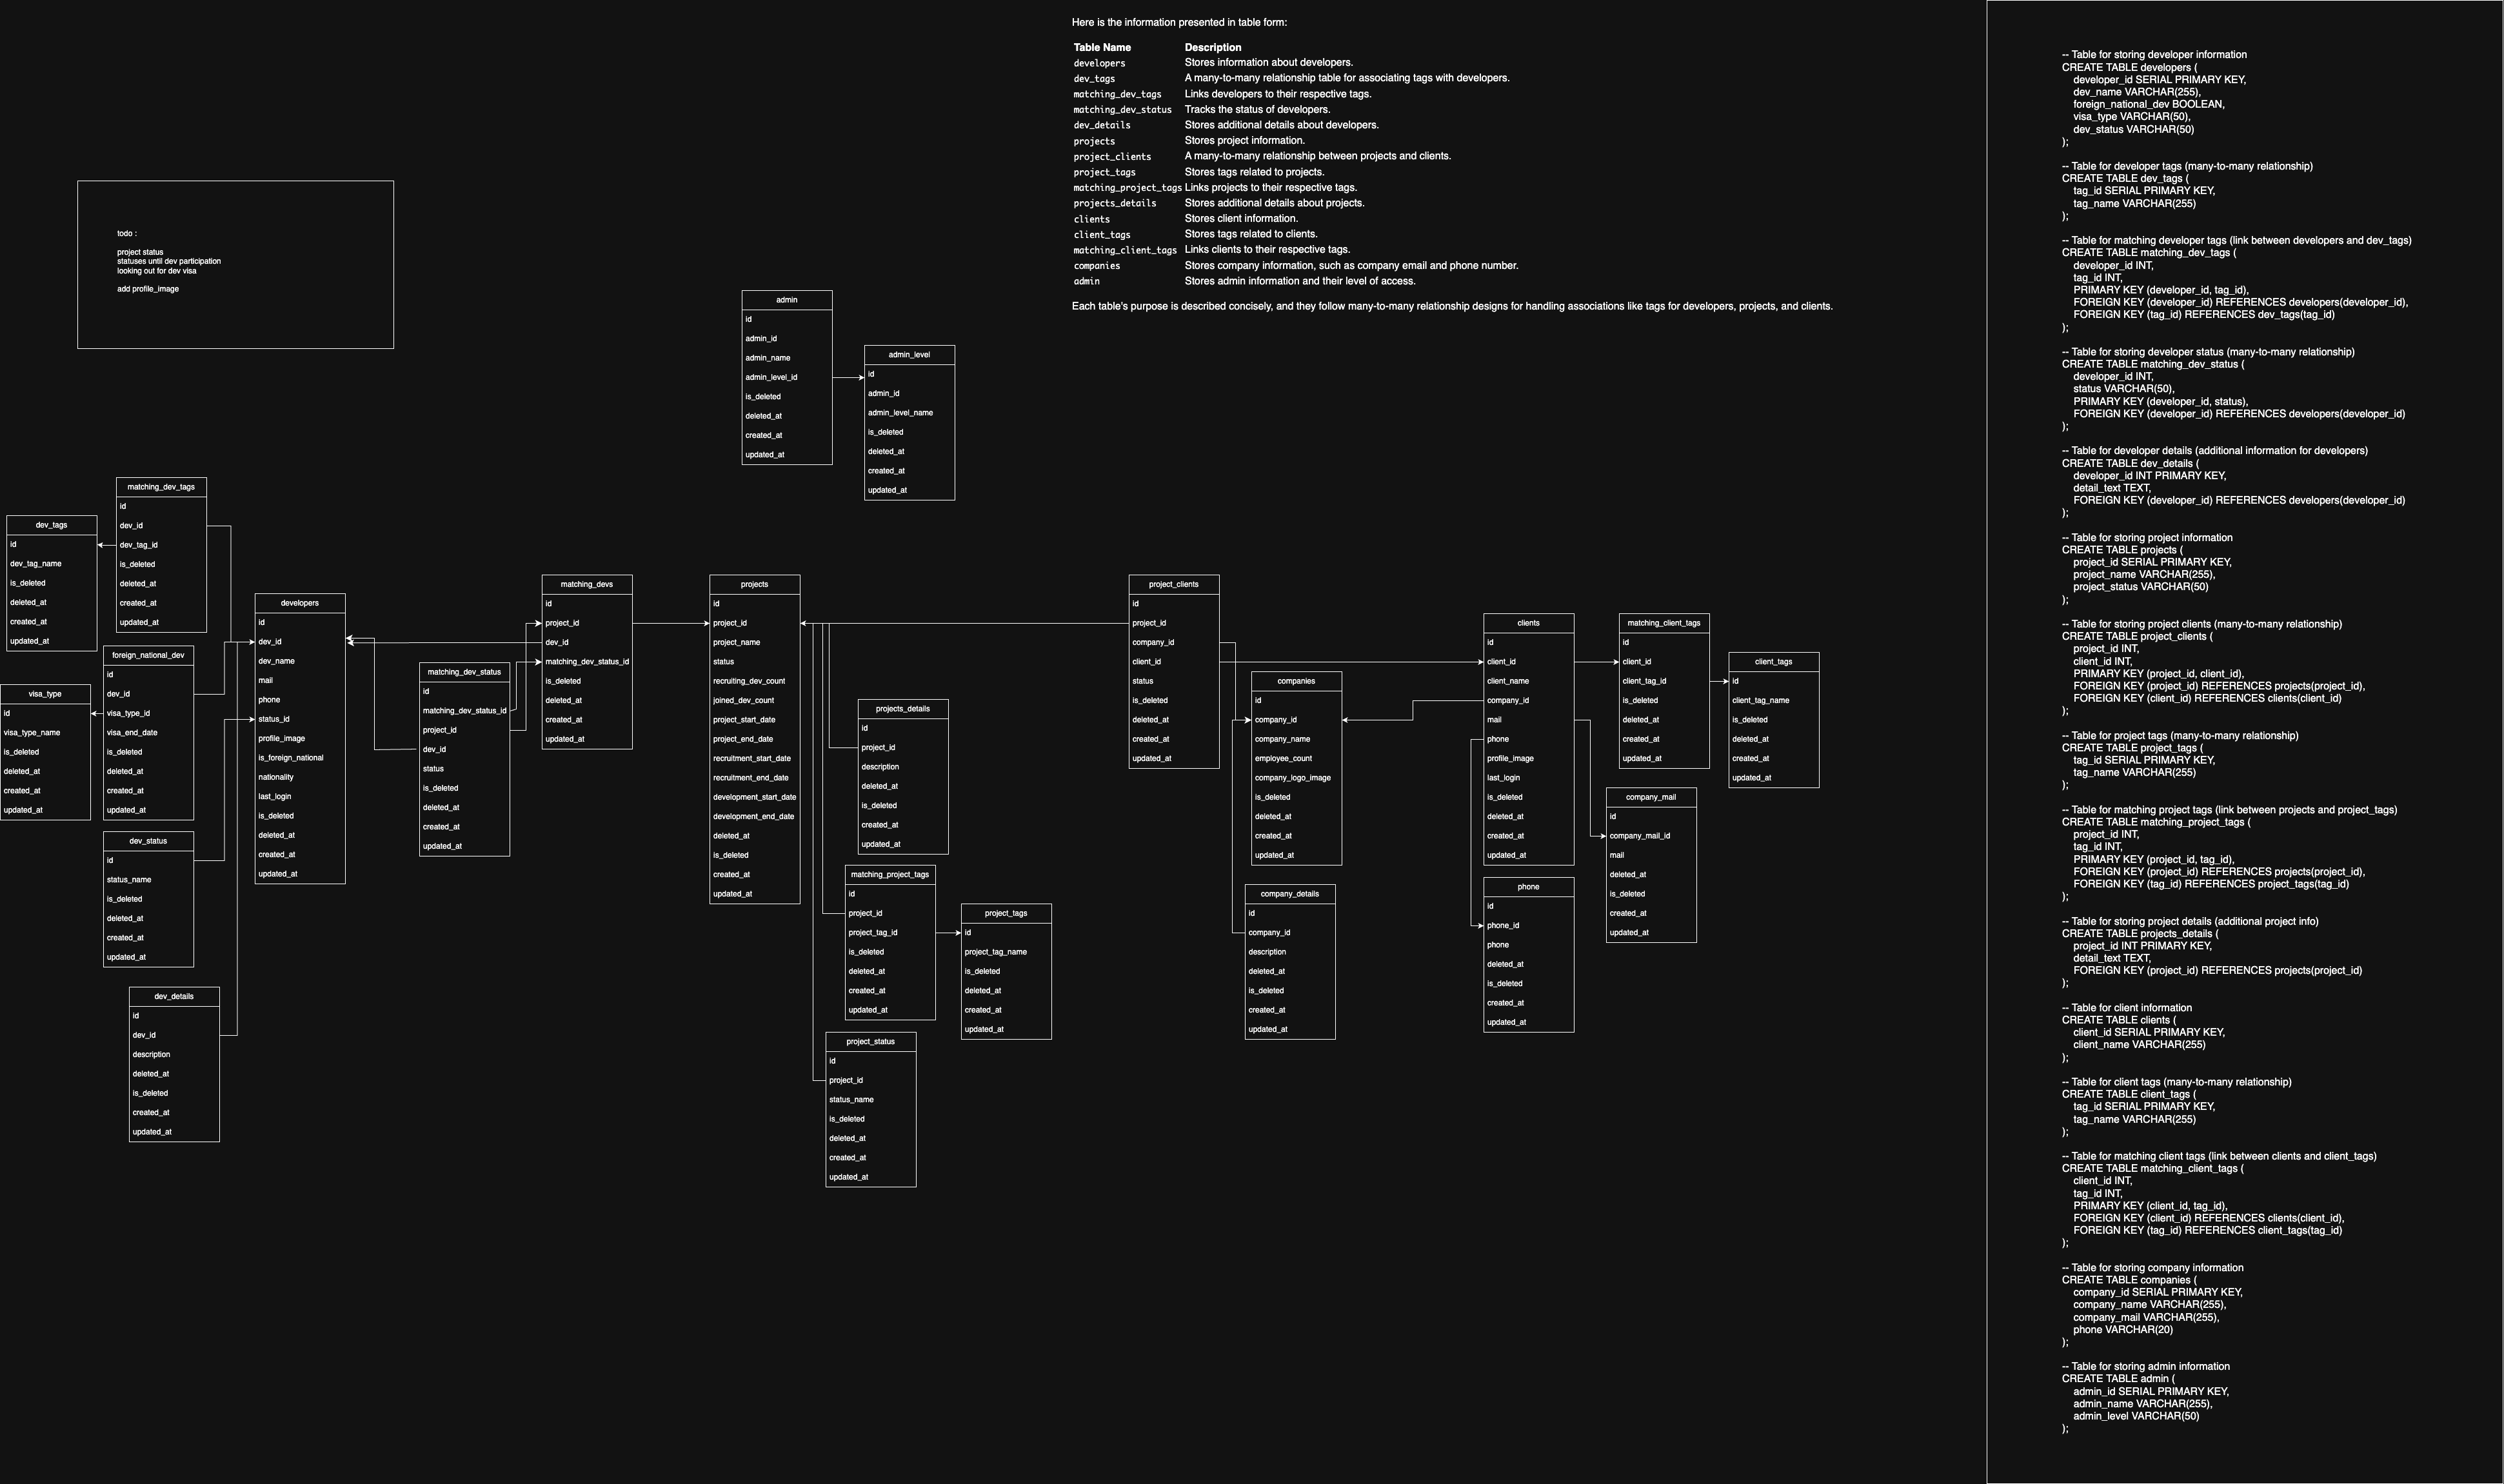 Here is the information presented in table form:
Table Name Description
developers Stores information about developers.
dev_tags A many-to-many relationship table for associating tags with developers.
matching_dev_tags Links developers to their respective tags.
matching_dev_status Tracks the status of developers.
dev_details Stores additional details about developers.
projects Stores project information.
project_clients A many-to-many relationship between projects and clients.
project_tags Stores tags related to projects.
matching_project_tags Links projects to their respective tags.
projects_details Stores additional details about projects.
clients Stores client information.
client_tags Stores tags related to clients.
matching_client_tags Links clients to their respective tags.
companies Stores company information, such as company email and phone number.
admin Stores admin information and their level of access.
Each table's purpose is described concisely, and they follow many-to-many relationship designs for handling associations like tags for developers, projects, and clients.
todo :
project status
statuses until dev participation
looking out for dev visa
add profile_image
admin
id
admin_id
admin_name
admin_level_id
is_deleted
deleted_at
created_at
updated_at
admin_level
id
admin_id
admin_level_name
is_deleted
deleted_at
created_at
updated_at
dev_tags
id
dev_tag_name
is_deleted
deleted_at
created_at
updated_at
matching_dev_tags
id
dev_id
dev_tag_id
is_deleted
deleted_at
created_at
updated_at
visa_type
id
visa_type_name
is_deleted
deleted_at
created_at
updated_at
foreign_national_dev
id
dev_id
visa_type_id
visa_end_date
is_deleted
deleted_at
created_at
updated_at
dev_status
id
status_name
is_deleted
deleted_at
created_at
updated_at
dev_details
id
dev_id
description
deleted_at
is_deleted
created_at
updated_at
developers
id
dev_id
dev_name
mail
phone
status_id
profile_image
is_foreign_national
nationality
last_login
is_deleted
deleted_at
created_at
updated_at
matching_dev_status
id
matching_dev_status_id
project_id
dev_id
status
is_deleted
deleted_at
created_at
updated_at
matching_devs
id
project_id
dev_id
matching_dev_status_id
is_deleted
deleted_at
created_at
updated_at
projects
id
project_id
project_name
status
recruiting_dev_count
joined_dev_count
project_start_date
project_end_date
recruitment_start_date
recruitment_end_date
development_start_date
development_end_date
deleted_at
is_deleted
created_at
updated_at
projects_details
id
project_id
description
deleted_at
is_deleted
created_at
updated_at
matching_project_tags
id
project_id
project_tag_id
is_deleted
deleted_at
created_at
updated_at
project_tags
id
project_tag_name
is_deleted
deleted_at
created_at
updated_at
project_status
id
project_id
status_name
is_deleted
deleted_at
created_at
updated_at
project_clients
id
project_id
company_id
client_id
status
is_deleted
deleted_at
created_at
updated_at
companies
id
company_id
company_name
employee_count
company_logo_image
is_deleted
deleted_at
created_at
updated_at
company_details
id
company_id
description
deleted_at
is_deleted
created_at
updated_at
clients
id
client_id
client_name
company_id
mail
phone
profile_image
last_login
is_deleted
deleted_at
created_at
updated_at
phone
id
phone_id
phone
deleted_at
is_deleted
created_at
updated_at
matching_client_tags
id
client_id
client_tag_id
is_deleted
deleted_at
created_at
updated_at
company_mail
id
company_mail_id
mail
deleted_at
is_deleted
created_at
updated_at
client_tags
id
client_tag_name
is_deleted
deleted_at
created_at
updated_at
-- Table for storing developer information
CREATE TABLE developers (
developer_id SERIAL PRIMARY KEY,
dev_name VARCHAR(255),
foreign_national_dev BOOLEAN,
visa_type VARCHAR(50),
dev_status VARCHAR(50)
);
-- Table for developer tags (many-to-many relationship)
CREATE TABLE dev_tags (
tag_id SERIAL PRIMARY KEY,
tag_name VARCHAR(255)
);
-- Table for matching developer tags (link between developers and dev_tags)
CREATE TABLE matching_dev_tags (
developer_id INT,
tag_id INT,
PRIMARY KEY (developer_id, tag_id),
FOREIGN KEY (developer_id) REFERENCES developers(developer_id),
FOREIGN KEY (tag_id) REFERENCES dev_tags(tag_id)
);
-- Table for storing developer status (many-to-many relationship)
CREATE TABLE matching_dev_status (
developer_id INT,
status VARCHAR(50),
PRIMARY KEY (developer_id, status),
FOREIGN KEY (developer_id) REFERENCES developers(developer_id)
);
-- Table for developer details (additional information for developers)
CREATE TABLE dev_details (
developer_id INT PRIMARY KEY,
detail_text TEXT,
FOREIGN KEY (developer_id) REFERENCES developers(developer_id)
);
-- Table for storing project information
CREATE TABLE projects (
project_id SERIAL PRIMARY KEY,
project_name VARCHAR(255),
project_status VARCHAR(50)
);
-- Table for storing project clients (many-to-many relationship)
CREATE TABLE project_clients (
project_id INT,
client_id INT,
PRIMARY KEY (project_id, client_id),
FOREIGN KEY (project_id) REFERENCES projects(project_id),
FOREIGN KEY (client_id) REFERENCES clients(client_id)
);
-- Table for project tags (many-to-many relationship)
CREATE TABLE project_tags (
tag_id SERIAL PRIMARY KEY,
tag_name VARCHAR(255)
);
-- Table for matching project tags (link between projects and project_tags)
CREATE TABLE matching_project_tags (
project_id INT,
tag_id INT,
PRIMARY KEY (project_id, tag_id),
FOREIGN KEY (project_id) REFERENCES projects(project_id),
FOREIGN KEY (tag_id) REFERENCES project_tags(tag_id)
);
-- Table for storing project details (additional project info)
CREATE TABLE projects_details (
project_id INT PRIMARY KEY,
detail_text TEXT,
FOREIGN KEY (project_id) REFERENCES projects(project_id)
);
-- Table for client information
CREATE TABLE clients (
client_id SERIAL PRIMARY KEY,
client_name VARCHAR(255)
);
-- Table for client tags (many-to-many relationship)
CREATE TABLE client_tags (
tag_id SERIAL PRIMARY KEY,
tag_name VARCHAR(255)
);
-- Table for matching client tags (link between clients and client_tags)
CREATE TABLE matching_client_tags (
client_id INT,
tag_id INT,
PRIMARY KEY (client_id, tag_id),
FOREIGN KEY (client_id) REFERENCES clients(client_id),
FOREIGN KEY (tag_id) REFERENCES client_tags(tag_id)
);
-- Table for storing company information
CREATE TABLE companies (
company_id SERIAL PRIMARY KEY,
company_name VARCHAR(255),
company_mail VARCHAR(255),
phone VARCHAR(20)
);
-- Table for storing admin information
CREATE TABLE admin (
admin_id SERIAL PRIMARY KEY,
admin_name VARCHAR(255),
admin_level VARCHAR(50)
);